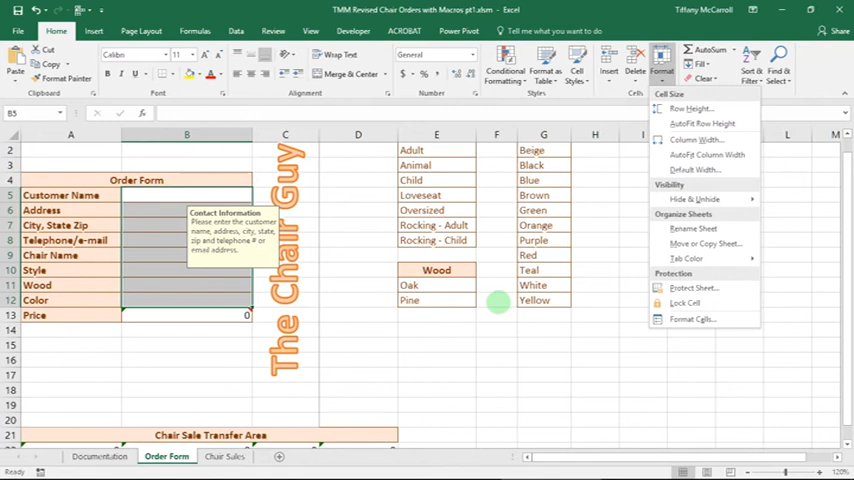 TMM Revised Chair Orders with Macros pt1.xlsm - Excel
Tiffany McCarroll
File Home Insert Page Layout Formulas Data Review View ACROBAT Power Pivot Tell me what you want to do
Share
Paste
Cut
Copy
Format Painter
Clipboard
Calibri 11
B I U
Font
Wrap Text
Merge & Center
Alignment
General
$ % ,
Number
Conditional Formatting
Format as Table
Cell Styles
Styles
Insert Delete Format
AutoSum
Fill
Clear
Sort & Filter
Find & Select
Cell Size
Row Height...
AutoFit Row Height
Column Width...
AutoFit Column Width
Default Width...
Visibility
Hide & Unhide
Organize Sheets
Rename Sheet
Move or Copy Sheet...
Tab Color
Protection
Protect Sheet...
Lock Cell
Format Cells...
B5
fx
A B C D E F G H I L M
2 Adult Beige
3 Animal Black
4 Order Form Child Blue
5 Customer Name Loveseat Brown
6 Address Oversized Green
7 City, State Zip Rocking - Adult Orange
8 Telephone/e-mail Rocking - Child Purple
9 Chair Name Red
10 Style Wood Teal
11 Wood Oak White
12 Color Pine Yellow
13 Price 0
14
15
16
17
18
19
20
21 Chair Sale Transfer Area
Contact Information
Please enter the customer
name, address, city, state,
zip and telephone # or
email address.
The Chair Guy
Documentation Order Form Chair Sales
Ready
120%